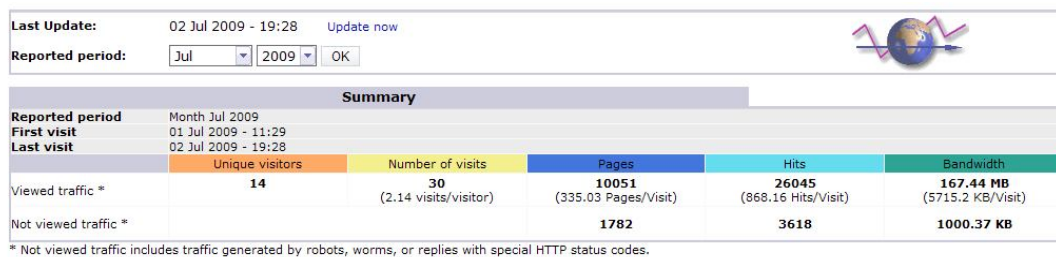 Last Update: 02 Jul 2009 - 19:28 Update now
Reported period: Jul 2009 OK
Summary
Reported period Month Jul 2009
First visit 01 Jul 2009 - 11:29
Last visit 02 Jul 2009 - 19:28
Unique visitors Number of visits Pages Hits Bandwidth
Viewed traffic * 14 30 10051 26045 167.44 MB
(2.14 visits/visitor) (335.03 Pages/Visit) (868.16 Hits/Visit) (5715.2 KB/Visit)
Not viewed traffic * 1782 3618 1000.37 KB
* Not viewed traffic includes traffic generated by robots, worms, or replies with special HTTP status codes.